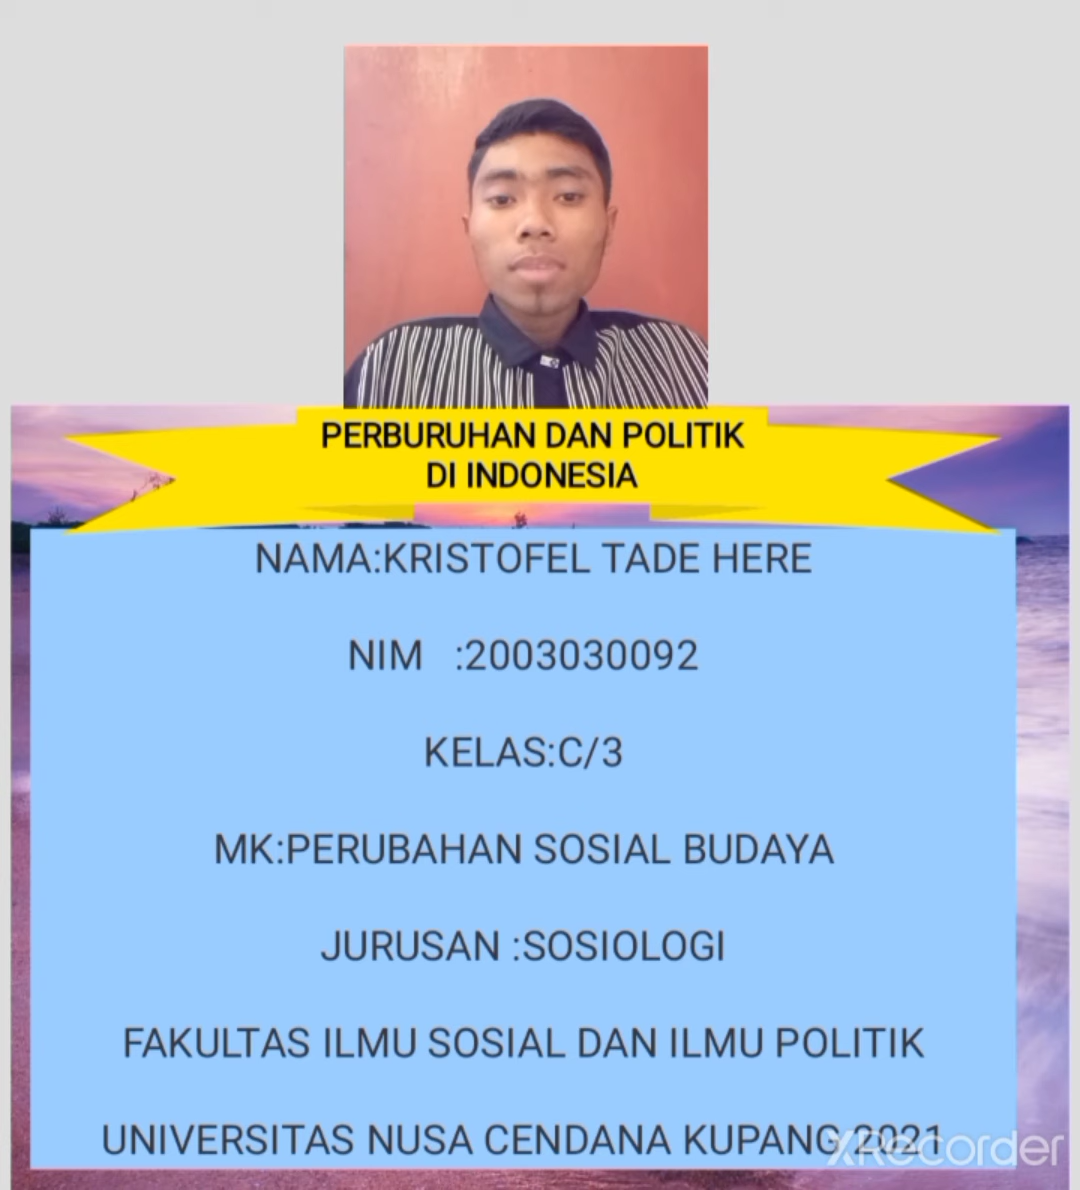 PERBURUHAN DAN POLITIK
DI INDONESIA
NAMA:KRISTOFEL TADE HERE
NIM :2003030092
KELAS:C/3
MK:PERUBAHAN SOSIAL BUDAYA
JURUSAN :SOSIOLOGI
FAKULTAS ILMU SOSIAL DAN ILMU POLITIK
UNIVERSITAS NUSA CENDANA KUPANG 2021
XRecorder